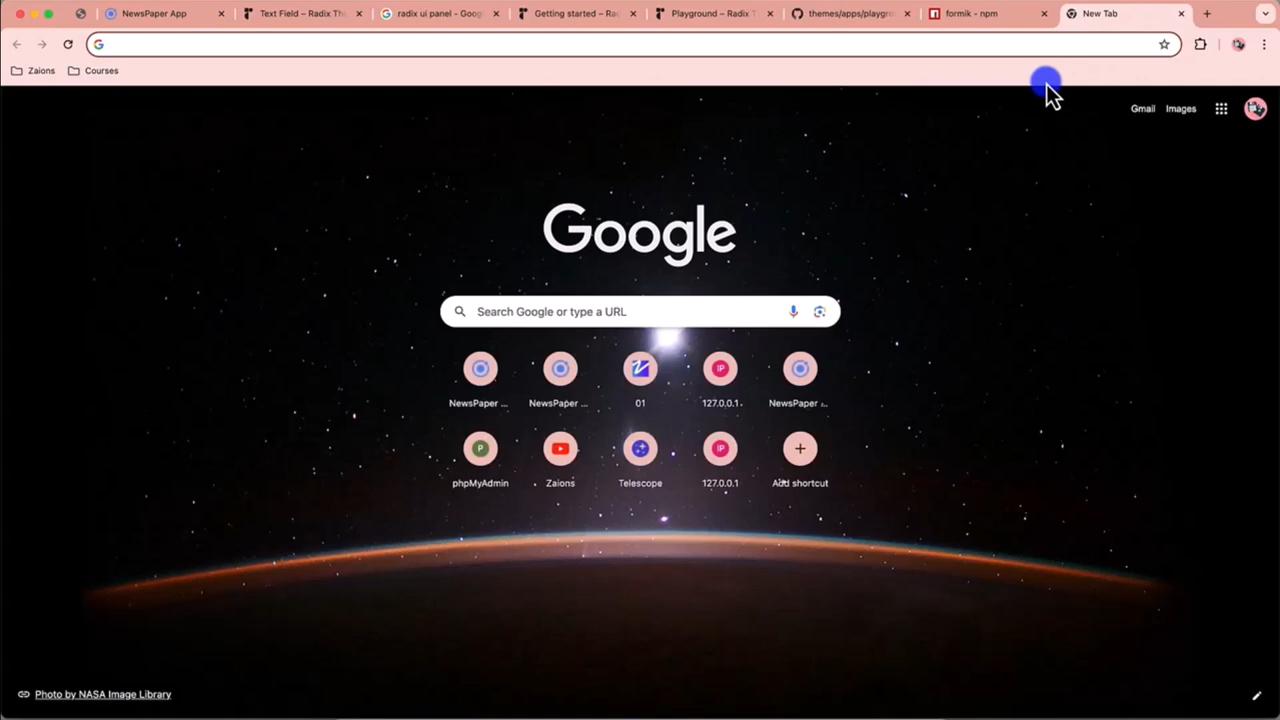 NewsPaper App
Text Field – Radix Th
radix ui panel - Goog
Getting started – Ra
Playground – Radix T
themes/apps/playgro
formik - npm
New Tab
Zaions
Courses
Gmail
Images
Google
Search Google or type a URL
NewsPaper ...
NewsPaper ...
01
127.0.0.1
NewsPaper ...
phpMyAdmin
Zaions
Telescope
127.0.0.1
Add shortcut
Photo by NASA Image Library